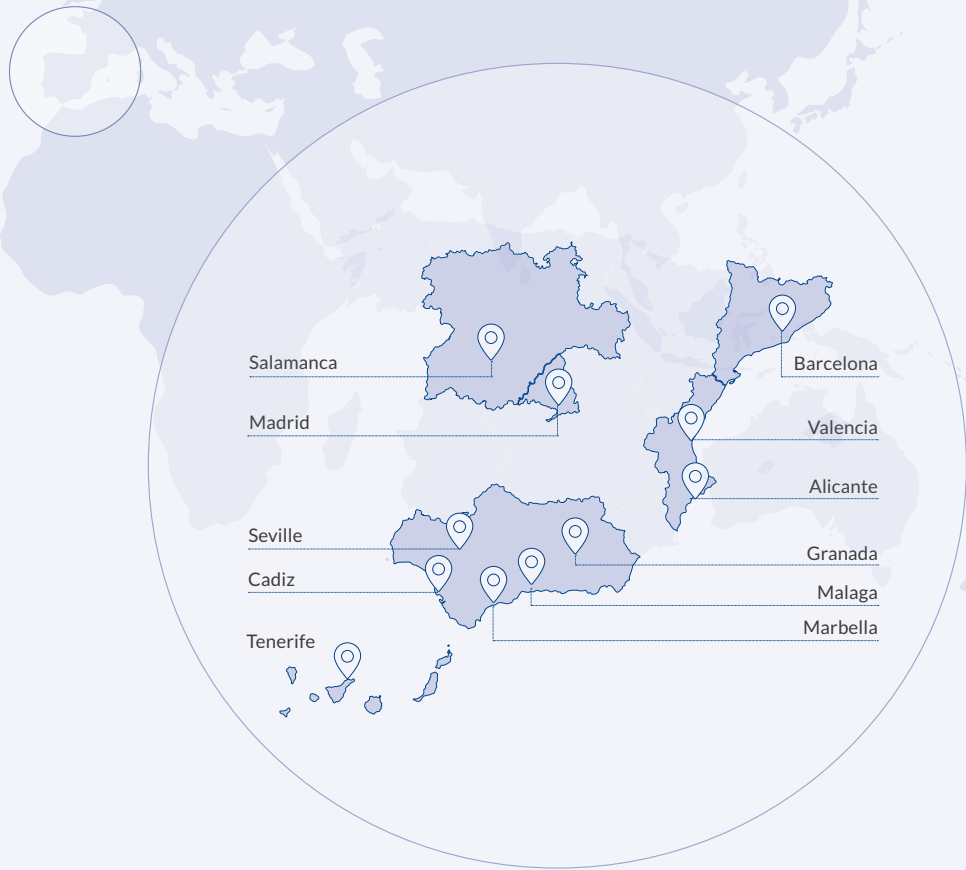 Salamanca
Barcelona
Madrid
Valencia
Alicante
Seville
Granada
Cadiz
Malaga
Marbella
Tenerife